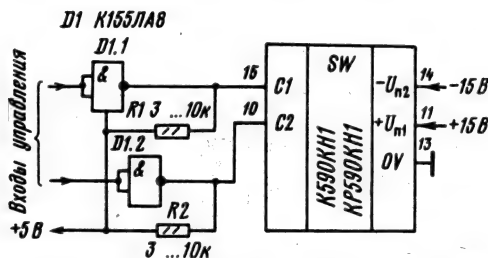 D1 К155ЛА8
D1.1
&
R1 3 ...10к
D1.2
&
R2
3 ...10к
Входы управления
+5 В
15
C1
10
C2
SW
К590КН1
КР590КН1
-Uп2
14
-15 В
+Uп1
11
+15 В
0V
13